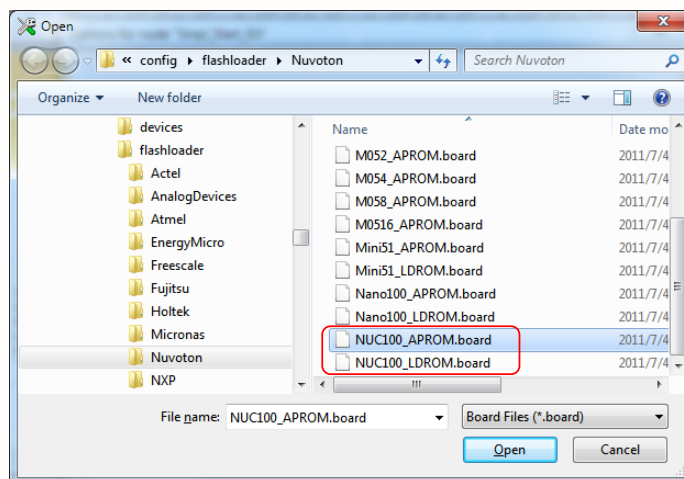 Open
« config ▸ flashloader ▸ Nuvoton
Search Nuvoton
Organize
New folder
devices
flashloader
Actel
AnalogDevices
Atmel
EnergyMicro
Freescale
Fujitsu
Holtek
Micronas
Nuvoton
NXP
Name
Date mo
M052_APROM.board
2011/7/4
M054_APROM.board
2011/7/4
M058_APROM.board
2011/7/4
M0516_APROM.board
2011/7/4
Mini51_APROM.board
2011/7/4
Mini51_LDROM.board
2011/7/4
Nano100_APROM.board
2011/7/4
Nano100_LDROM.board
2011/7/4
NUC100_APROM.board
2011/7/4
NUC100_LDROM.board
2011/7/4
File name:
NUC100_APROM.board
Board Files (*.board)
Open
Cancel